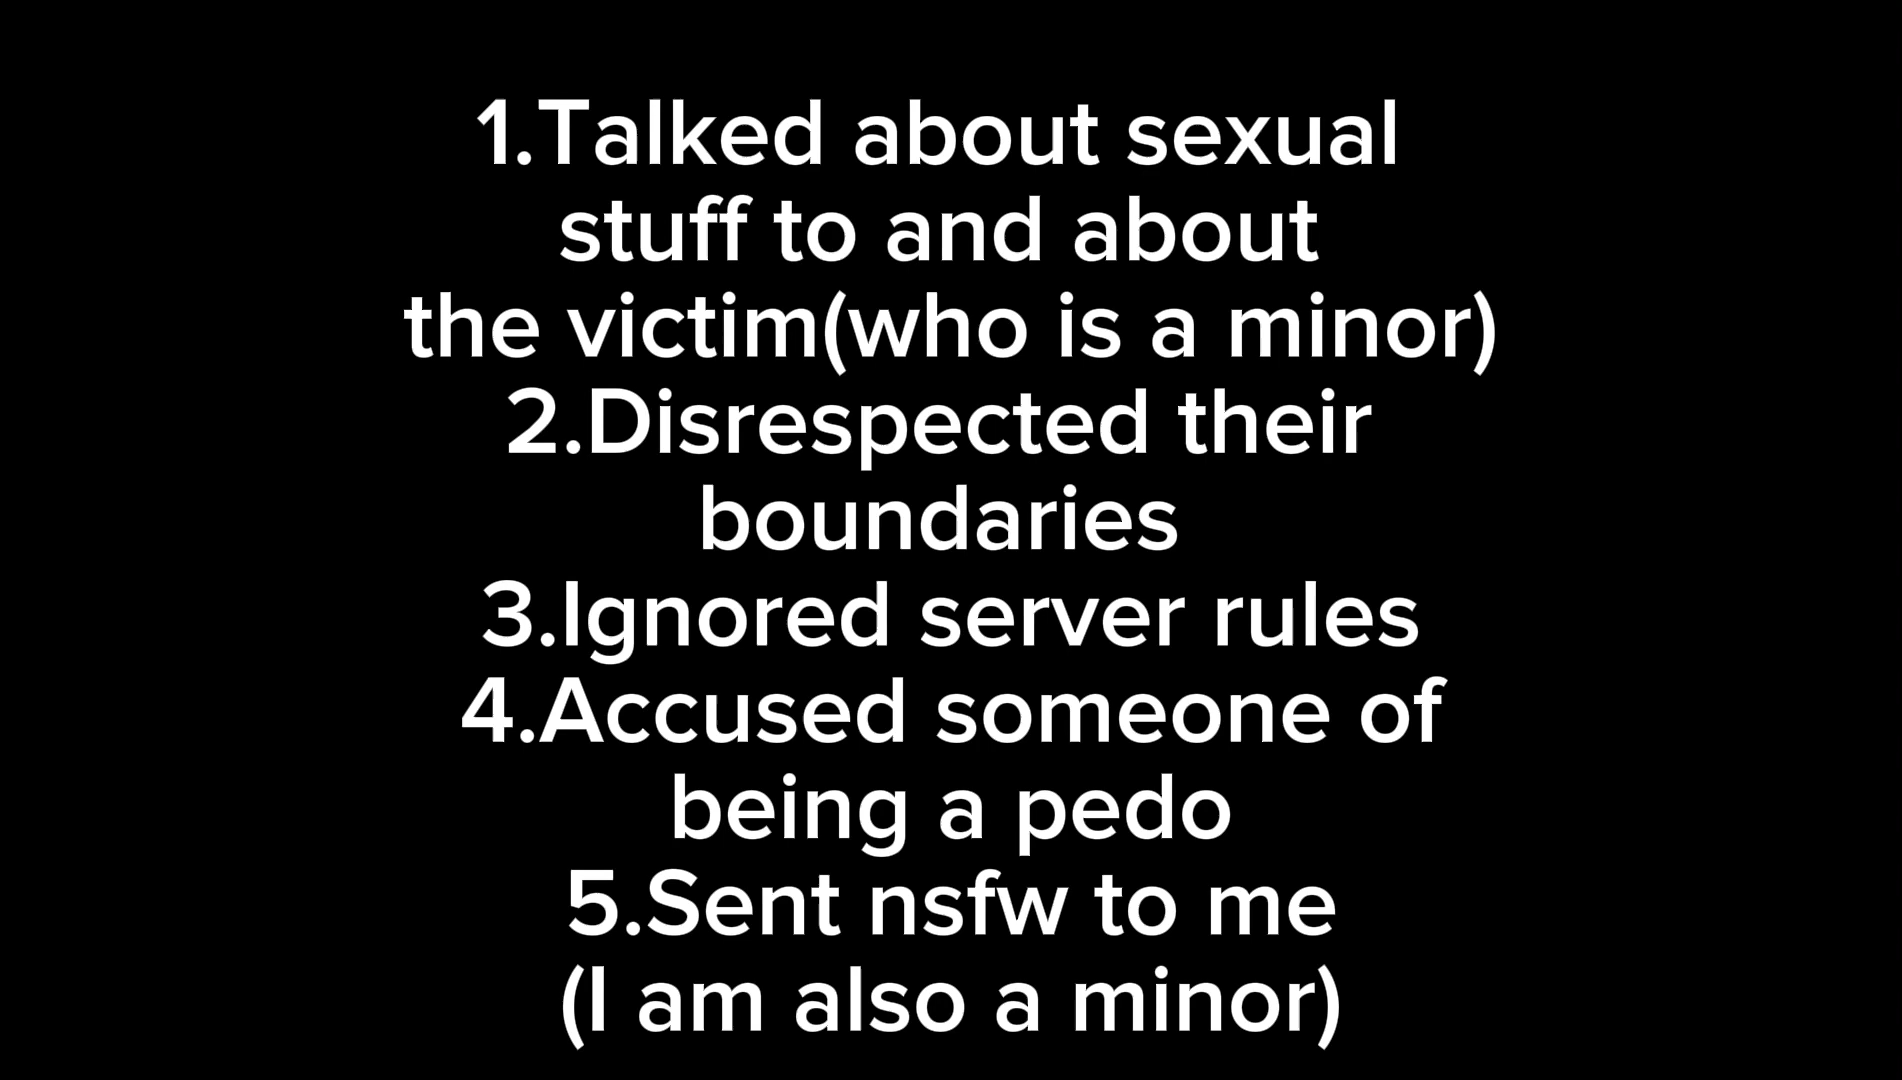 1.Talked about sexual
stuff to and about
the victim(who is a minor)
2.Disrespected their
boundaries
3.Ignored server rules
4.Accused someone of
being a pedo
5.Sent nsfw to me
(I am also a minor)